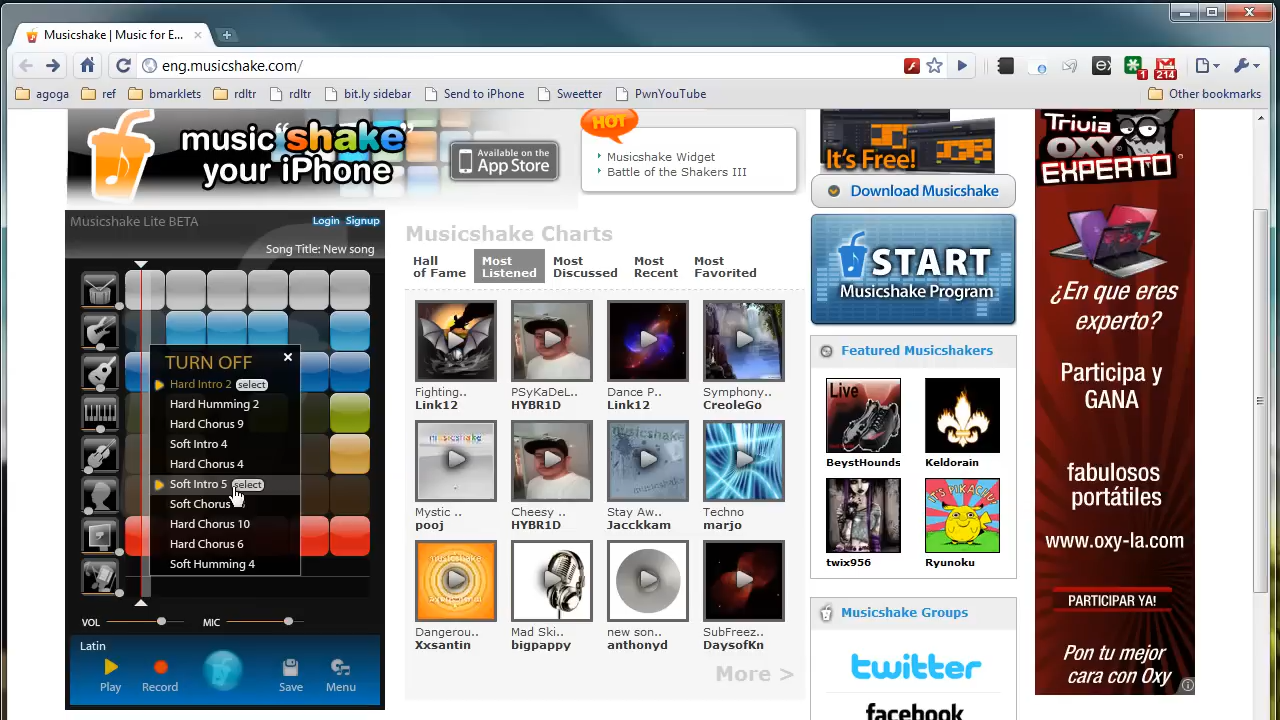 Musicshake | Music for E...
eng.musicshake.com/
1
214
agoga
ref
bmarklets
rdltr
rdltr
bit.ly sidebar
Send to iPhone
Sweetter
PwnYouTube
Other bookmarks
music "shake"
your iPhone
Available on the
App Store
HOT
Musicshake Widget
Battle of the Shakers III
It's Free!
Download Musicshake
START
Musicshake Program
Musicshake Lite BETA
Login
Signup
Song Title: New song
TURN OFF
Hard Intro 2
select
Hard Humming 2
Hard Chorus 9
Soft Intro 4
Hard Chorus 4
Soft Intro 5
select
Soft Chorus
Hard Chorus 10
Hard Chorus 6
Soft Humming 4
VOL
MIC
Latin
Play
Record
Save
Menu
Musicshake Charts
Hall
of Fame
Most
Listened
Most
Discussed
Most
Recent
Most
Favorited
Fighting..
Link12
PSyKaDeL..
HYBR1D
Dance P..
Link12
Symphony..
CreoleGo
musicshake
Mystic ..
pooj
Cheesy ..
HYBR1D
musicshake
Stay Aw..
Jacckkam
Techno
marjo
Dangerou..
Xxsantin
Mad Ski..
bigpappy
new son..
anthonyd
SubFreez..
DaysofKn
More >
Featured Musicshakers
Live
BeystHounds
Keldorain
twix956
IT'S PIKACHU!
Ryunoku
Musicshake Groups
twitter
facebook
Trivia
OXY
EXPERTO
¿En que eres
experto?
Participa y
GANA
fabulosos
portátiles
www.oxy-la.com
PARTICIPAR YA!
Pon tu mejor
cara con Oxy